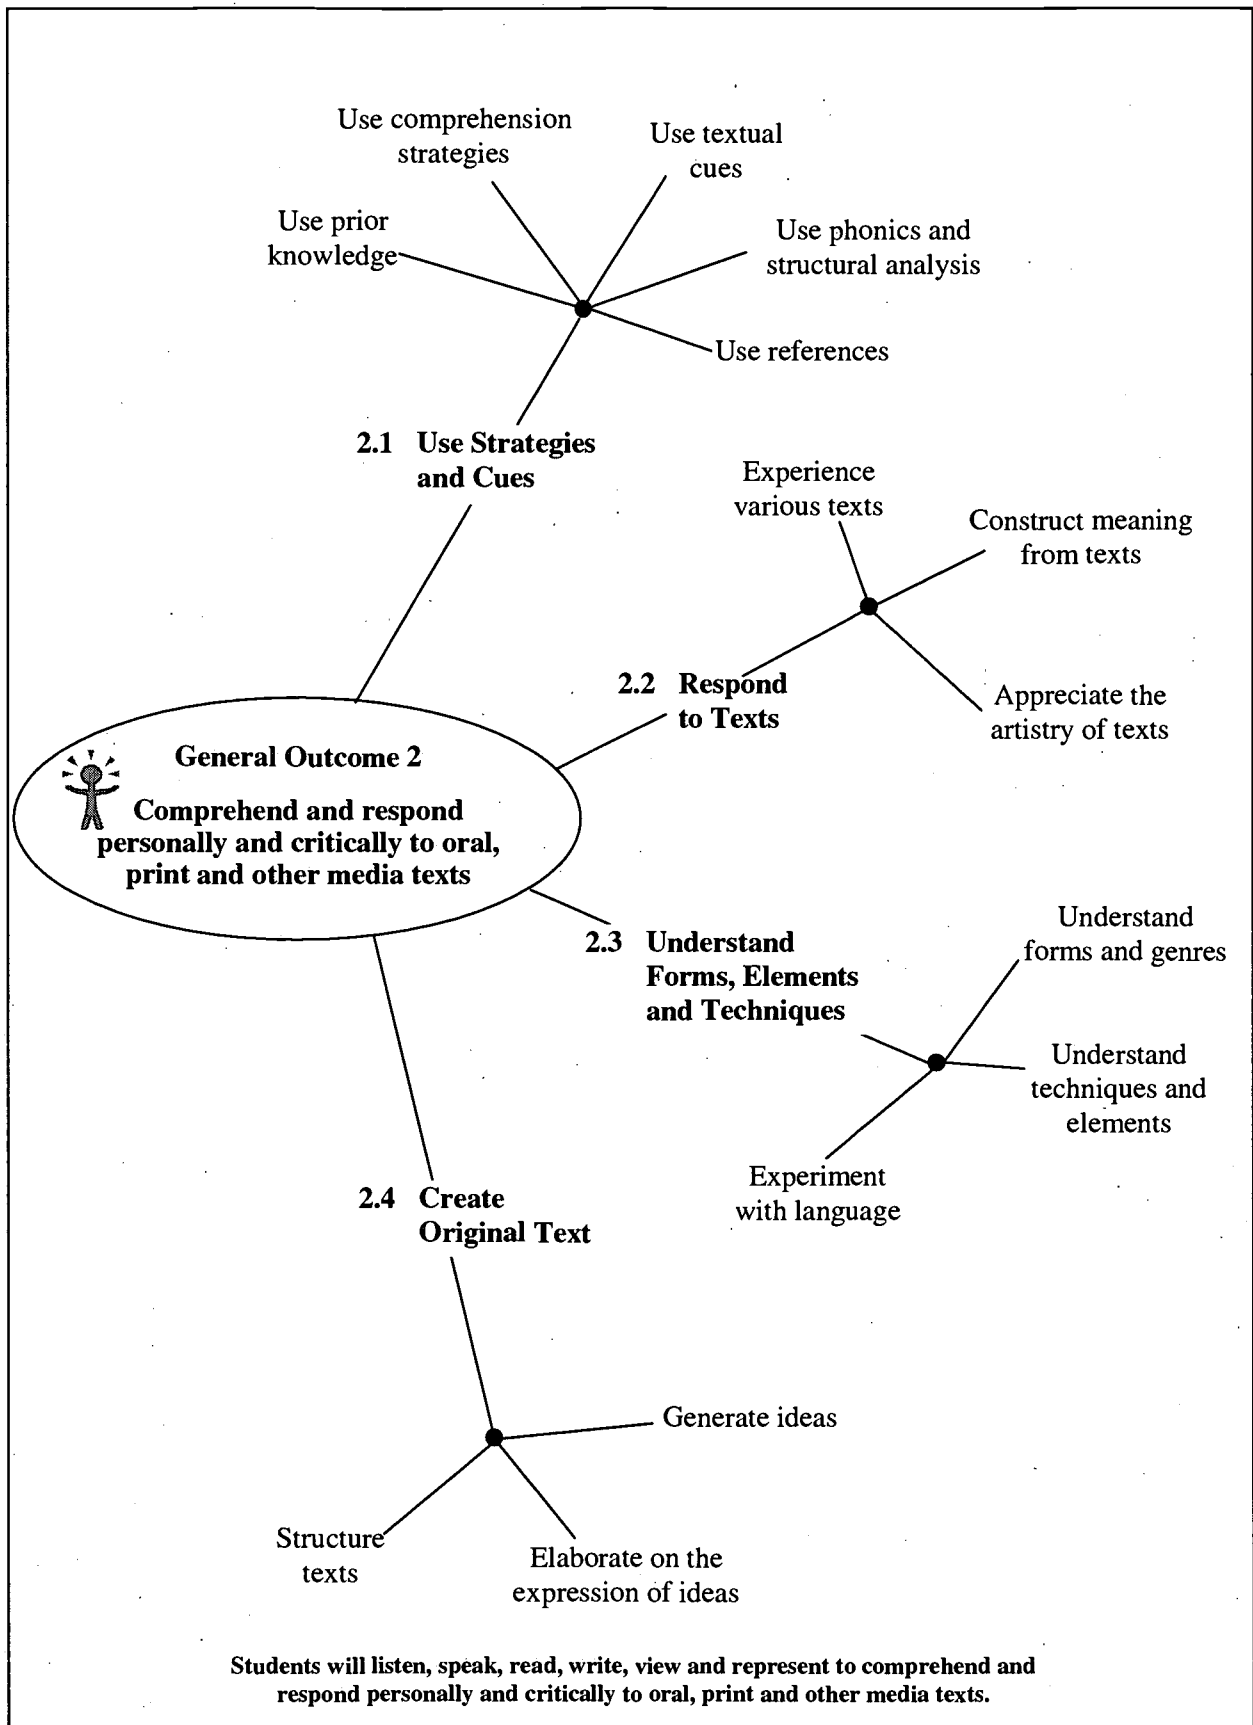 Use comprehension
strategies
Use textual
cues
Use prior
knowledge
Use phonics and
structural analysis
Use references
2.1 Use Strategies
and Cues
Experience
various texts
Construct meaning
from texts
2.2 Respond
to Texts
Appreciate the
artistry of texts
General Outcome 2
Comprehend and respond
personally and critically to oral,
print and other media texts
2.3 Understand
Forms, Elements
and Techniques
Understand
forms and genres
Understand
techniques and
elements
Experiment
with language
2.4 Create
Original Text
Generate ideas
Structure
texts
Elaborate on the
expression of ideas
Students will listen, speak, read, write, view and represent to comprehend and
respond personally and critically to oral, print and other media texts.